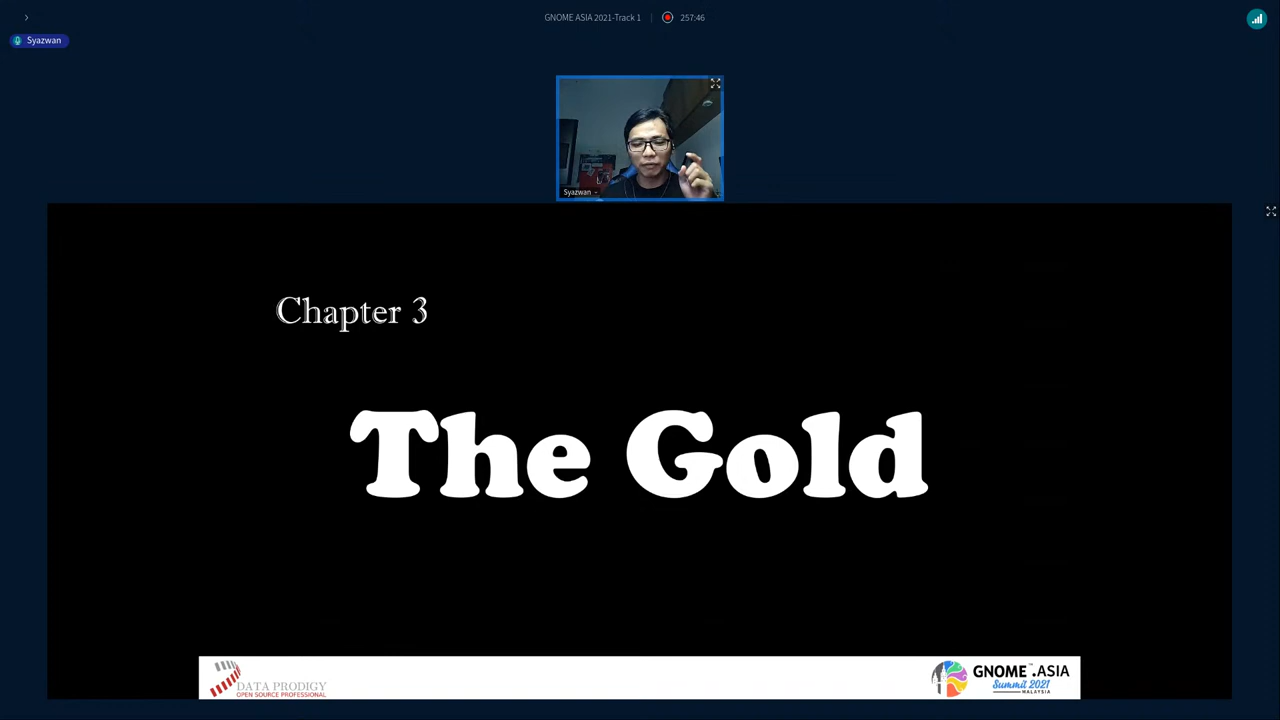 GNOME ASIA 2021-Track 1
257:46
Syazwan
Syazwan
Chapter 3
The Gold
DATA PRODIGY
OPEN SOURCE PROFESSIONAL
GNOME™.ASIA
Summit 2021
MALAYSIA